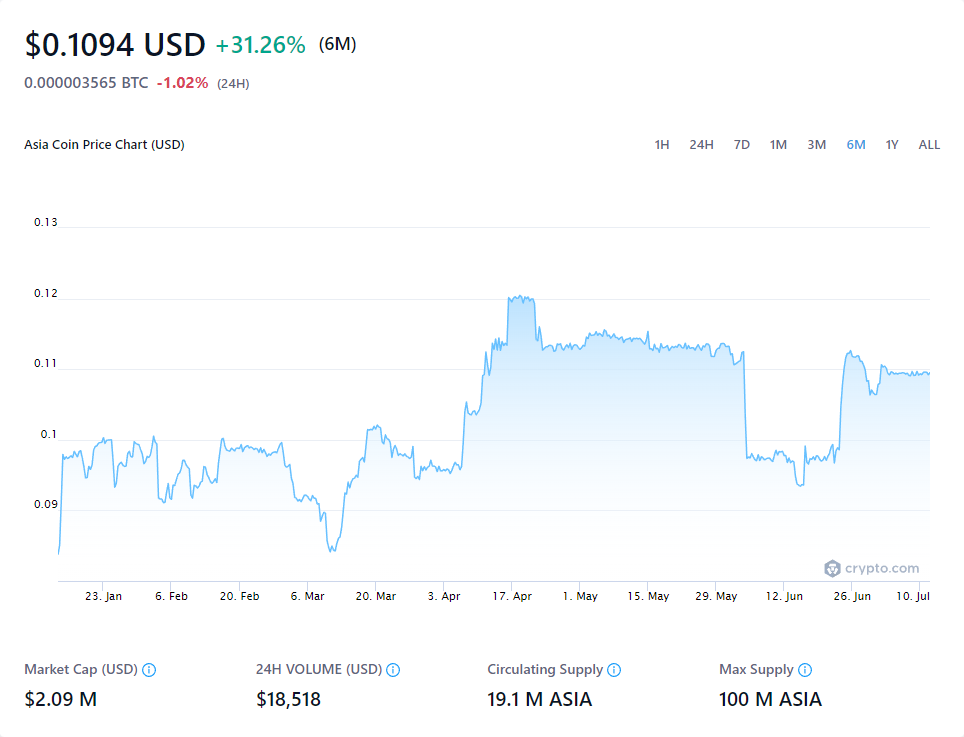 $0.1094 USD +31.26% (6M)
0.000003565 BTC -1.02% (24H)
Asia Coin Price Chart (USD) 1H 24H 7D 1M 3M 6M 1Y ALL
0.13
0.12
0.11
0.1
0.09
crypto.com
23. Jan 6. Feb 20. Feb 6. Mar 20. Mar 3. Apr 17. Apr 1. May 15. May 29. May 12. Jun 26. Jun 10. Jul
Market Cap (USD) 24H VOLUME (USD) Circulating Supply Max Supply
$2.09 M $18,518 19.1 M ASIA 100 M ASIA